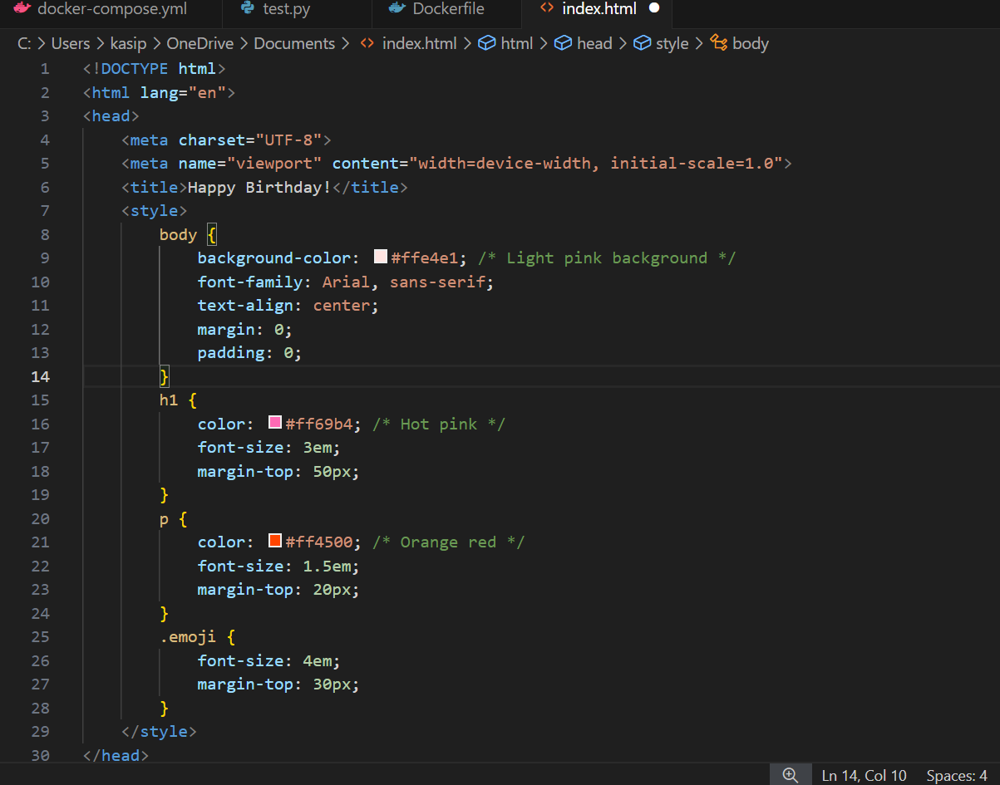 docker-compose.yml test.py Dockerfile index.html
C: > Users > kasip > OneDrive > Documents > index.html > html > head > style > body
1 <!DOCTYPE html>
2 <html lang="en">
3 <head>
4     <meta charset="UTF-8">
5     <meta name="viewport" content="width=device-width, initial-scale=1.0">
6     <title>Happy Birthday!</title>
7     <style>
8         body {
9             background-color: #ffe4e1; /* Light pink background */
10             font-family: Arial, sans-serif;
11             text-align: center;
12             margin: 0;
13             padding: 0;
14         }
15         h1 {
16             color: #ff69b4; /* Hot pink */
17             font-size: 3em;
18             margin-top: 50px;
19         }
20         p {
21             color: #ff4500; /* Orange red */
22             font-size: 1.5em;
23             margin-top: 20px;
24         }
25         .emoji {
26             font-size: 4em;
27             margin-top: 30px;
28         }
29     </style>
30 </head>
Ln 14, Col 10 Spaces: 4